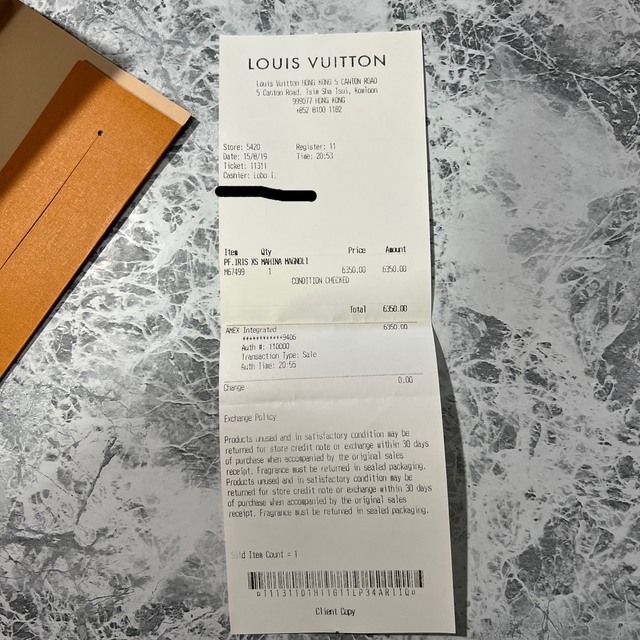 LOUIS VUITTON
Louis Vuitton HONG KONG 5 CANTON ROAD
5 Canton Road, Tsim Sha Tsui, Kowloon
999077 HONG KONG
+852 8100 1182
Store: 5420 Register: 11
Date: 15/8/19 Time: 20:53
Ticket: 11311
Cashier: Lobo I.
Item Qty Price Amount
PF.IRIS XS MAHINA MAGNOLI
M67499 1 6350.00 6350.00
CONDITION CHECKED
Total 6350.00
AMEX Integrated 6350.00
************9406
Auth #: 110000
Transaction Type: Sale
Auth Time: 20:55
Change 0.00
Exchange Policy
Products unused and in satisfactory condition may be
returned for store credit note or exchange within 30 days
of purchase when accompanied by the original sales
receipt. Fragrance must be returned in sealed packaging.
Products unused and in satisfactory condition may be
returned for store credit note or exchange within 30 days
of purchase when accompanied by the original sales
receipt. Fragrance must be returned in sealed packaging.
Sold Item Count = 1
Client Copy